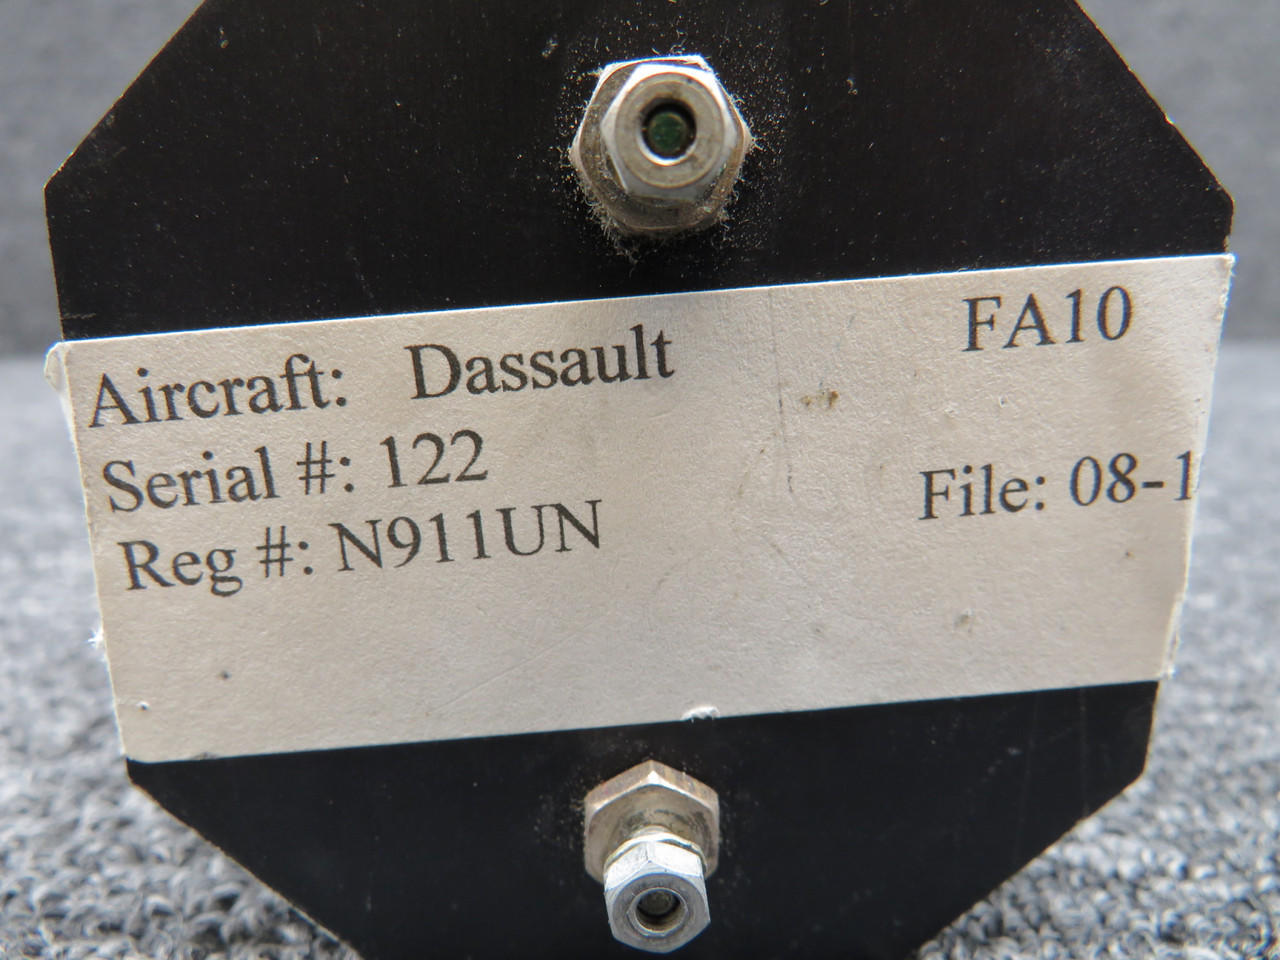 Aircraft: Dassault FA10
Serial #: 122 File: 08-1
Reg #: N911UN